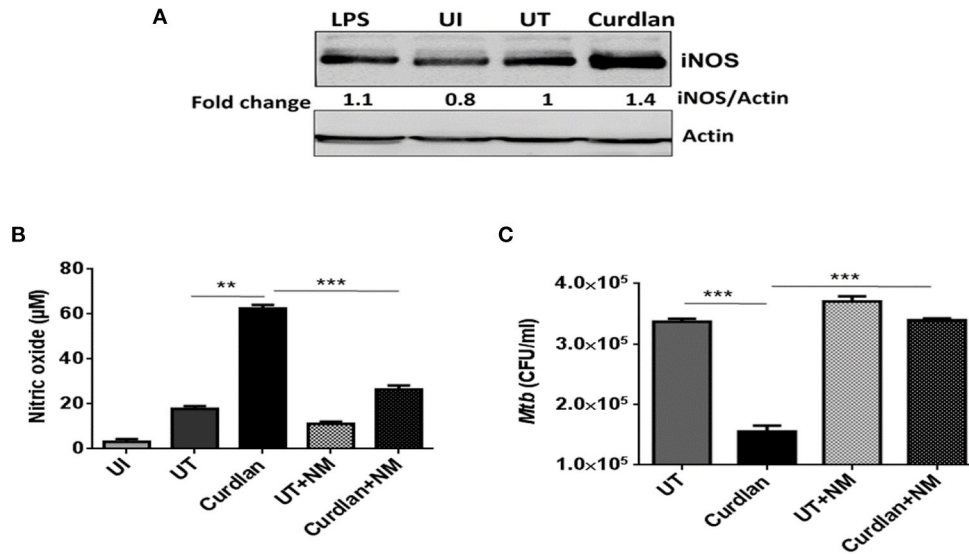 A
LPS UI UT Curdlan
iNOS
Fold change 1.1 0.8 1 1.4 iNOS/Actin
Actin
B
Nitric oxide (µM)
80
60
40
20
0
** ***
UI UT Curdlan UT+NM Curdlan+NM
C
Mtb (CFU/ml)
4.0×10⁵
3.0×10⁵
2.0×10⁵
1.0×10⁵
*** ***
UT Curdlan UT+NM Curdlan+NM